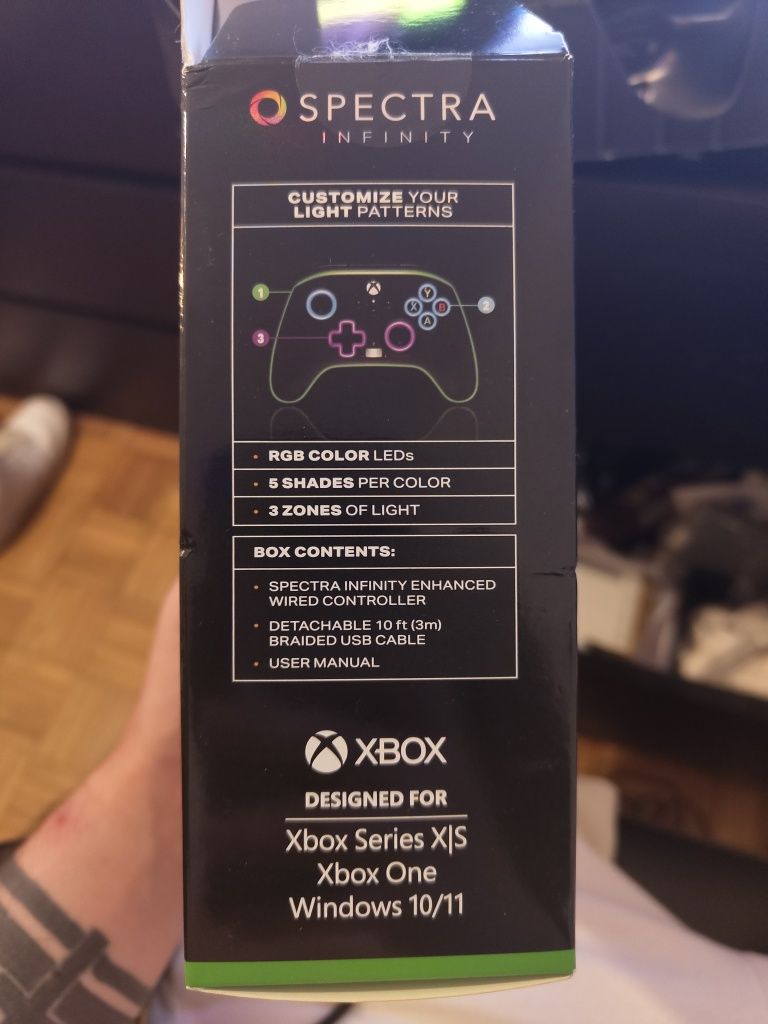 SPECTRA
INFINITY
CUSTOMIZE YOUR
LIGHT PATTERNS
1
Y
X
B
2
A
3
• RGB COLOR LEDs
• 5 SHADES PER COLOR
• 3 ZONES OF LIGHT
BOX CONTENTS:
• SPECTRA INFINITY ENHANCED
WIRED CONTROLLER
• DETACHABLE 10 ft (3m)
BRAIDED USB CABLE
• USER MANUAL
XBOX
DESIGNED FOR
Xbox Series X|S
Xbox One
Windows 10/11